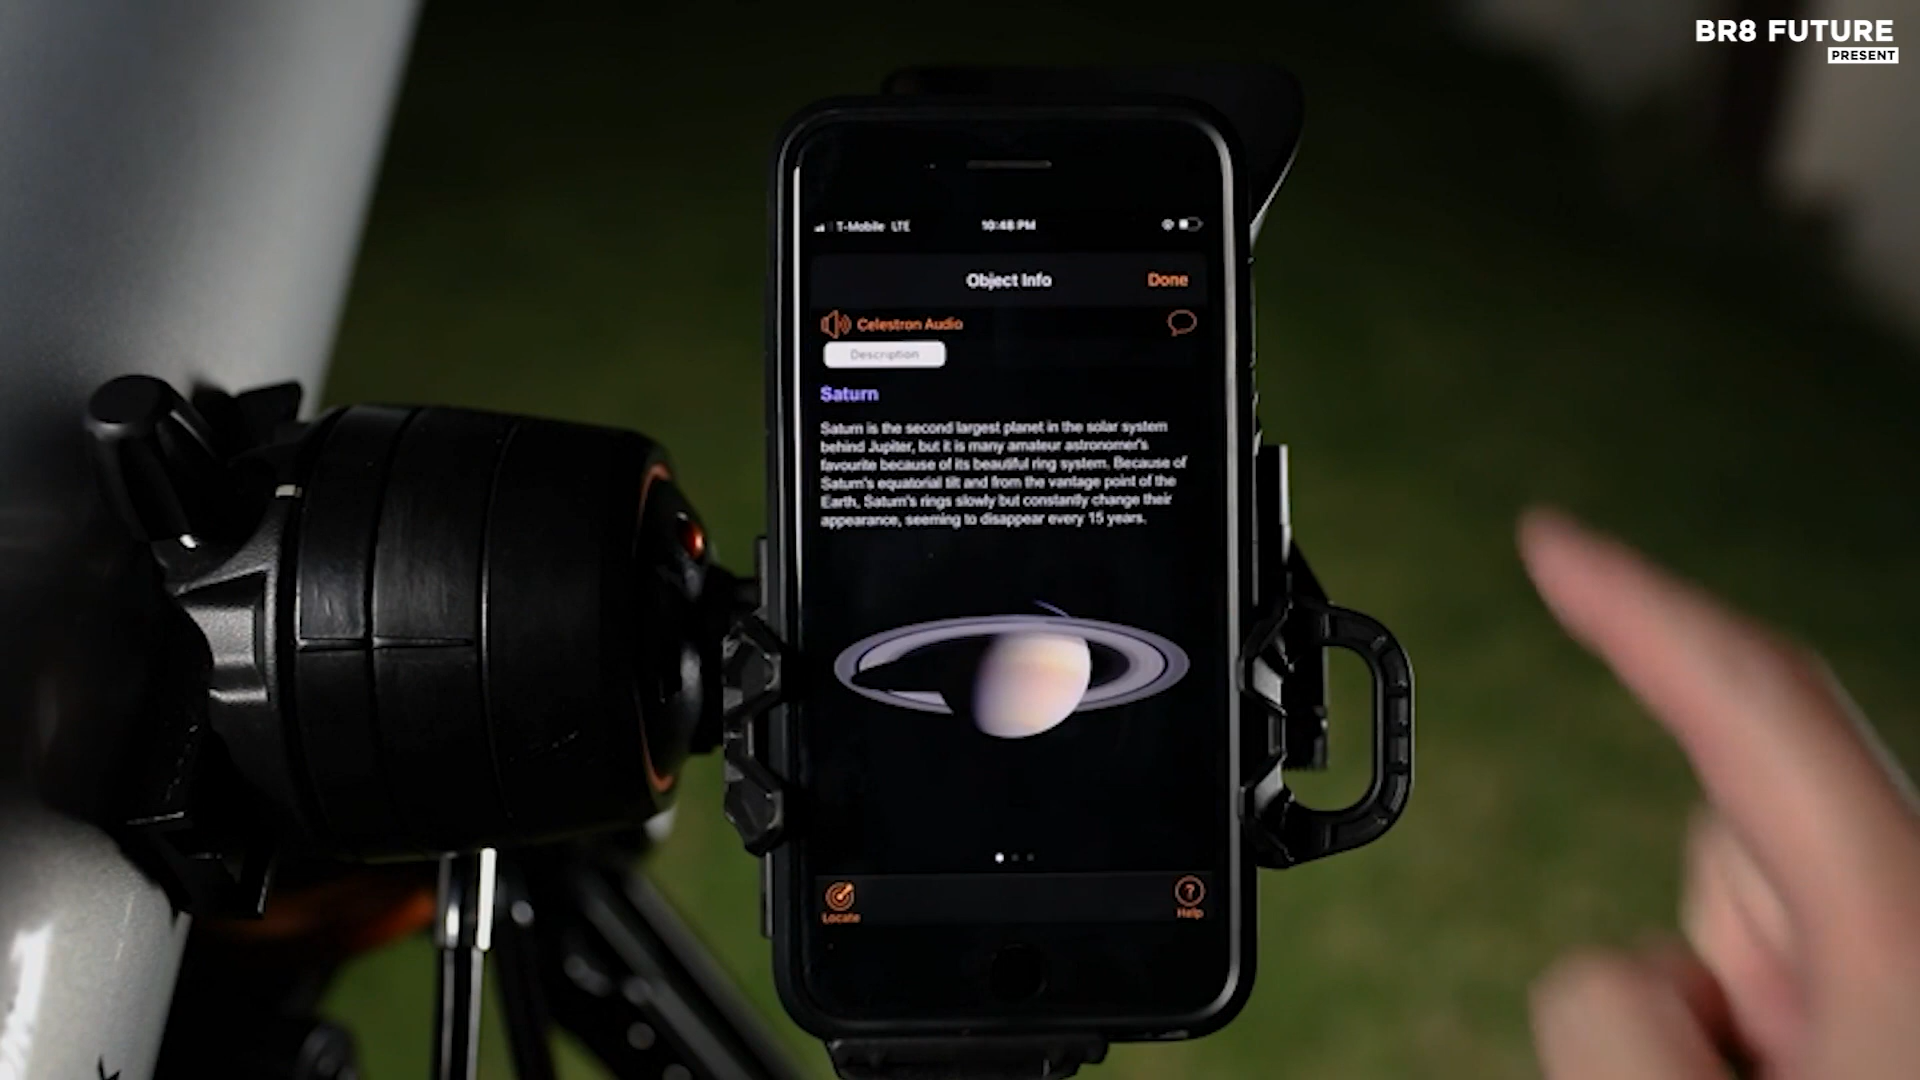 BR8 FUTURE
PRESENT
T-Mobile LTE
10:48 PM
Object Info
Done
Celestron Audio
Description
Saturn
Saturn is the second largest planet in the solar system
behind Jupiter, but it is many amateur astronomer's
favourite because of its beautiful ring system. Because of
Saturn's equatorial tilt and from the vantage point of the
Earth, Saturn's rings slowly but constantly change their
appearance, seeming to disappear every 15 years.
Locate
?
Help